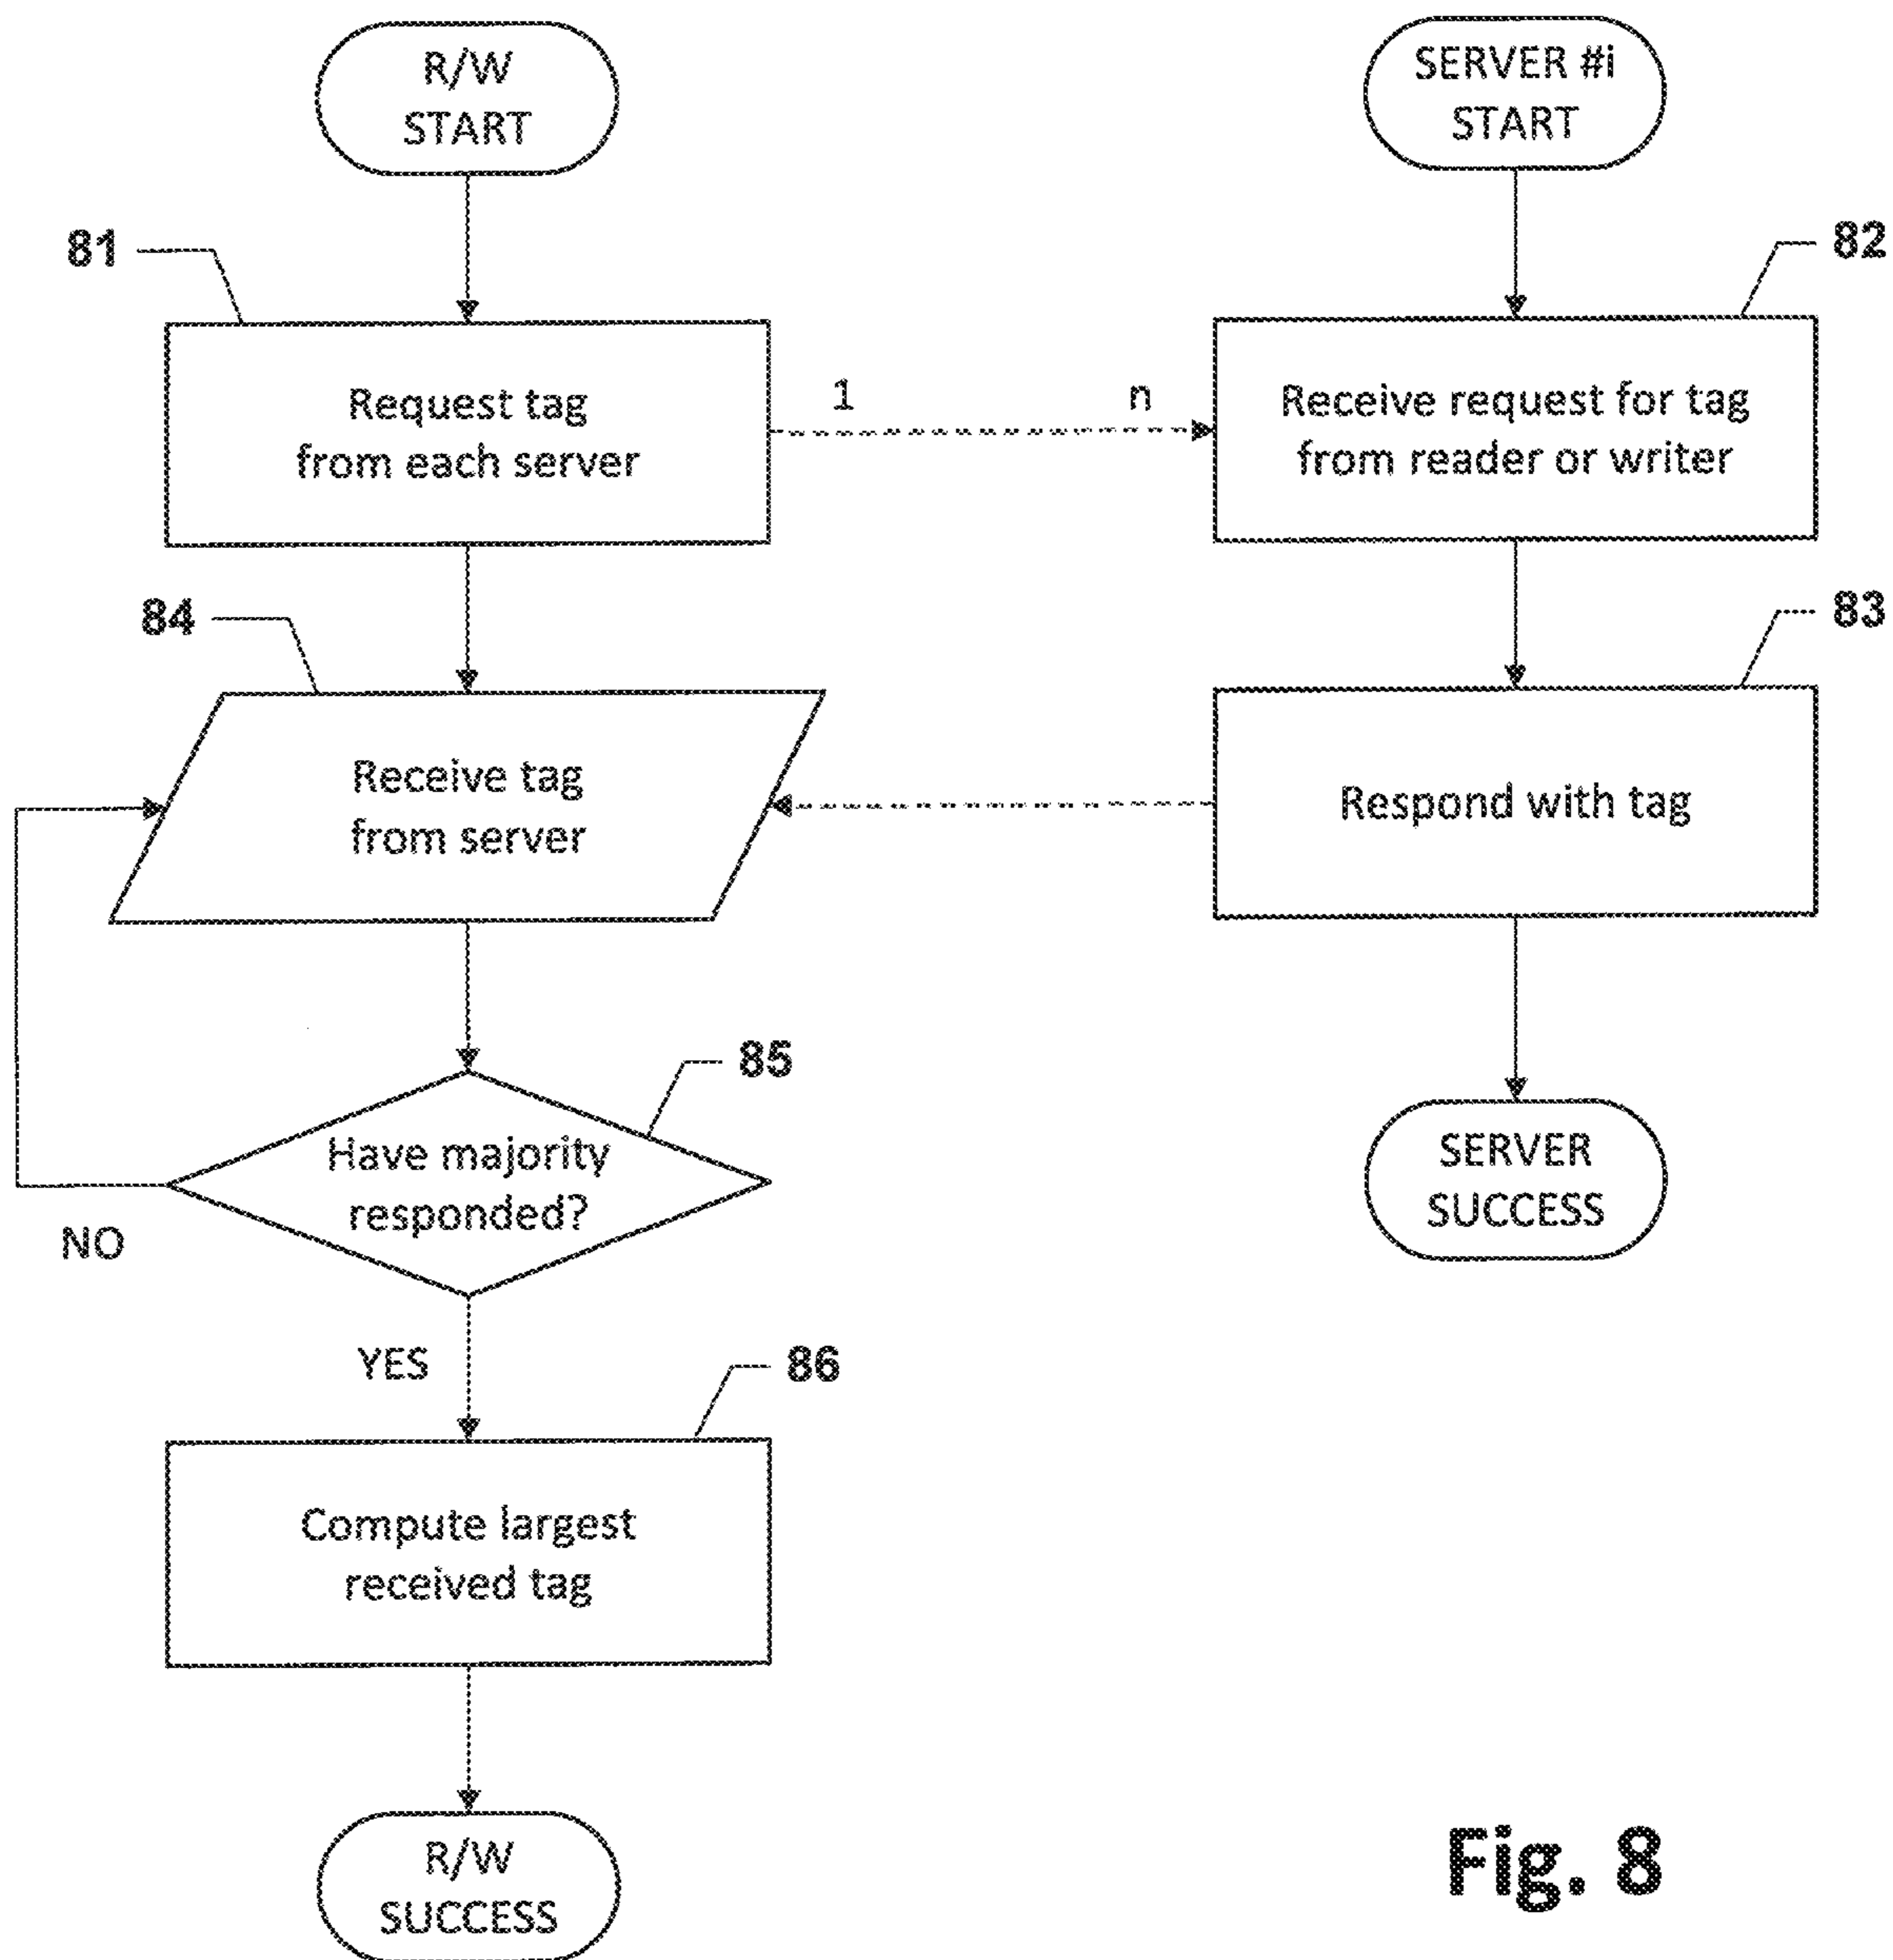 R/W
START
SERVER #i
START
81
82
Request tag
from each server
1
n
Receive request for tag
from reader or writer
84
83
Receive tag
from server
Respond with tag
85
Have majority
responded?
NO
SERVER
SUCCESS
YES
86
Compute largest
received tag
R/W
SUCCESS
Fig. 8